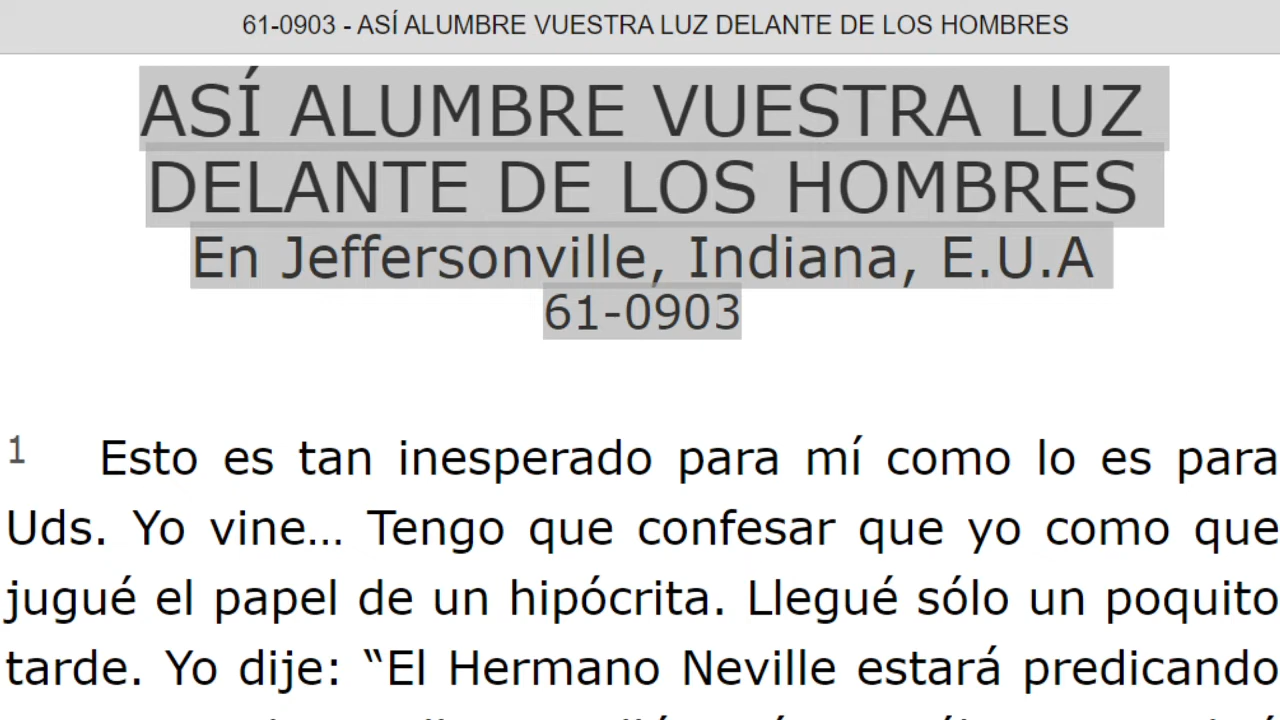 61-0903 - ASÍ ALUMBRE VUESTRA LUZ DELANTE DE LOS HOMBRES
ASÍ ALUMBRE VUESTRA LUZ
DELANTE DE LOS HOMBRES
En Jeffersonville, Indiana, E.U.A
61-0903
1 Esto es tan inesperado para mí como lo es para
Uds. Yo vine… Tengo que confesar que yo como que
jugué el papel de un hipócrita. Llegué sólo un poquito
tarde. Yo dije: “El Hermano Neville estará predicando